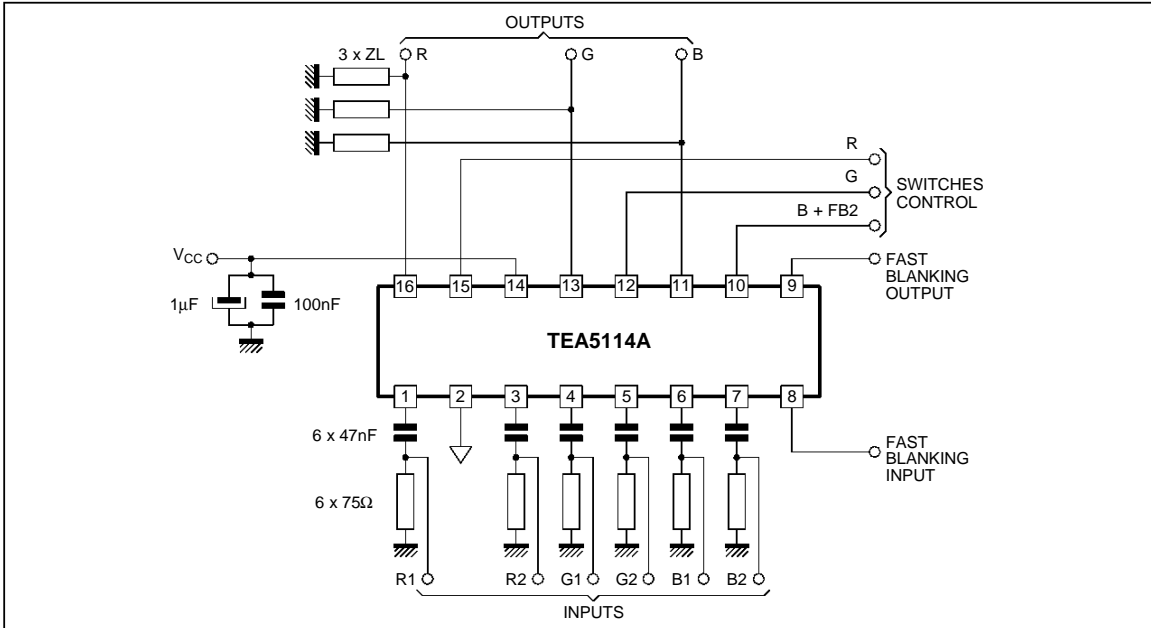 OUTPUTS
3 x ZL R G B
R
G
SWITCHES
CONTROL
B + FB2
VCC
FAST
BLANKING
OUTPUT
16 15 14 13 12 11 10 9
1µF 100nF
TEA5114A
1 2 3 4 5 6 7 8
6 x 47nF
FAST
BLANKING
INPUT
6 x 75Ω
R1 R2 G1 G2 B1 B2
INPUTS